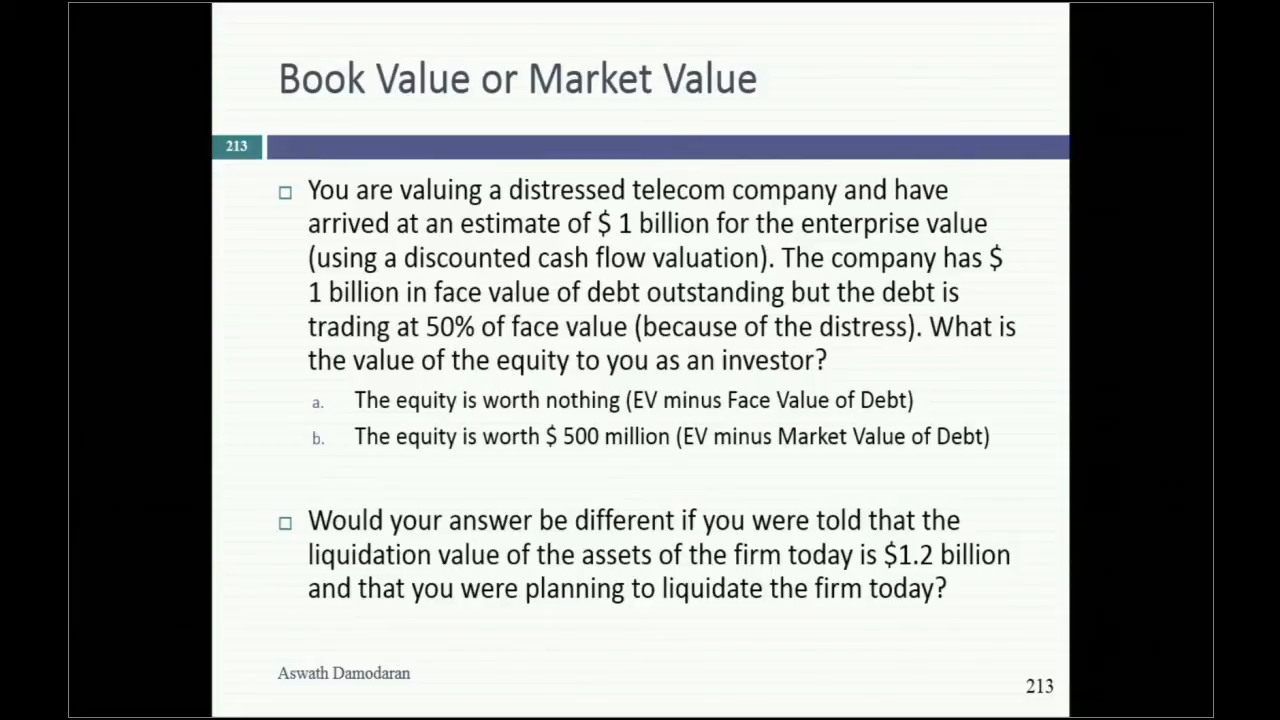 Book Value or Market Value
213
You are valuing a distressed telecom company and have
arrived at an estimate of $ 1 billion for the enterprise value
(using a discounted cash flow valuation). The company has $
1 billion in face value of debt outstanding but the debt is
trading at 50% of face value (because of the distress). What is
the value of the equity to you as an investor?
a. The equity is worth nothing (EV minus Face Value of Debt)
b. The equity is worth $ 500 million (EV minus Market Value of Debt)
Would your answer be different if you were told that the
liquidation value of the assets of the firm today is $1.2 billion
and that you were planning to liquidate the firm today?
Aswath Damodaran
213